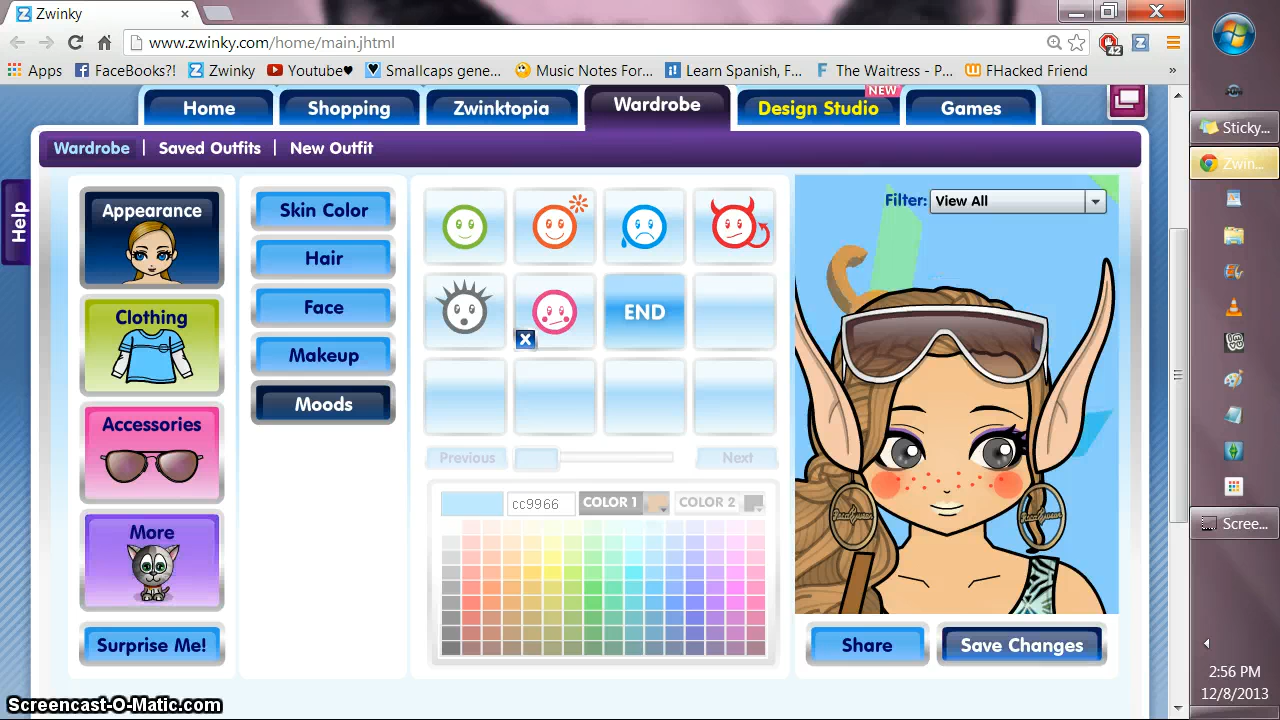 Zwinky
www.zwinky.com/home/main.jhtml
42
Apps
FaceBooks?!
Zwinky
Youtube♥
Smallcaps gene...
Music Notes For...
Learn Spanish, F...
The Waitress - P...
FHacked Friend
»
Home
Shopping
Zwinktopia
Wardrobe
Design Studio
NEW
Games
Wardrobe | Saved Outfits | New Outfit
Help
Appearance
Clothing
Accessories
More
Surprise Me!
Skin Color
Hair
Face
Makeup
Moods
END
X
Previous
Next
cc9966
COLOR 1
COLOR 2
Filter:
View All
Share
Save Changes
Sticky...
Zwin...
Scree...
2:56 PM
12/8/2013
Screencast-O-Matic.com